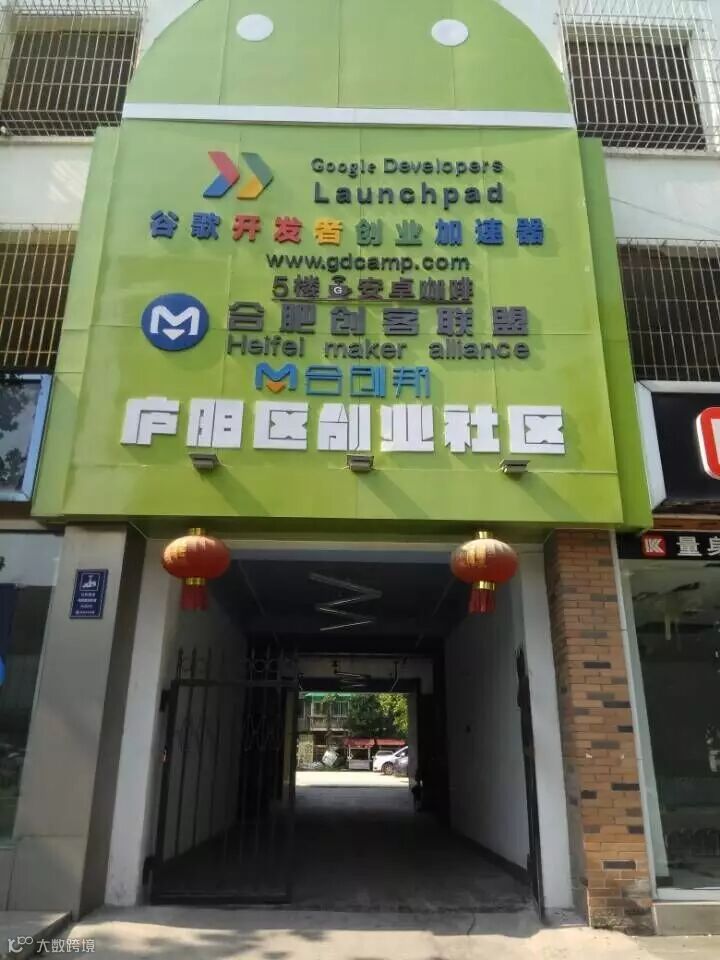 Google Developers
Launchpad
谷歌开发者创业加速器
www.gdcamp.com
5楼 G 安卓咖啡
合肥创客联盟
Heifei maker alliance
合创邦
庐阳区创业社区
K 量身
大数跨境